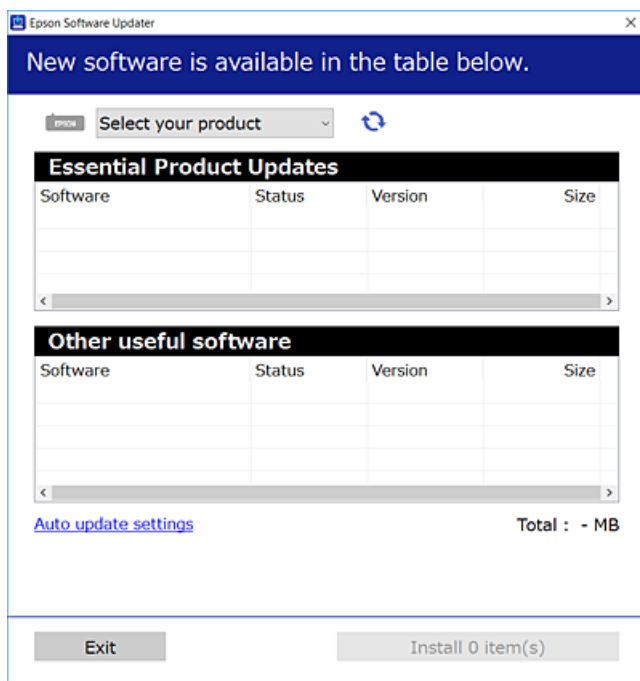 Epson Software Updater
New software is available in the table below.
EPSON Select your product
Essential Product Updates
Software Status Version Size
Other useful software
Software Status Version Size
Auto update settings Total : - MB
Exit Install 0 item(s)